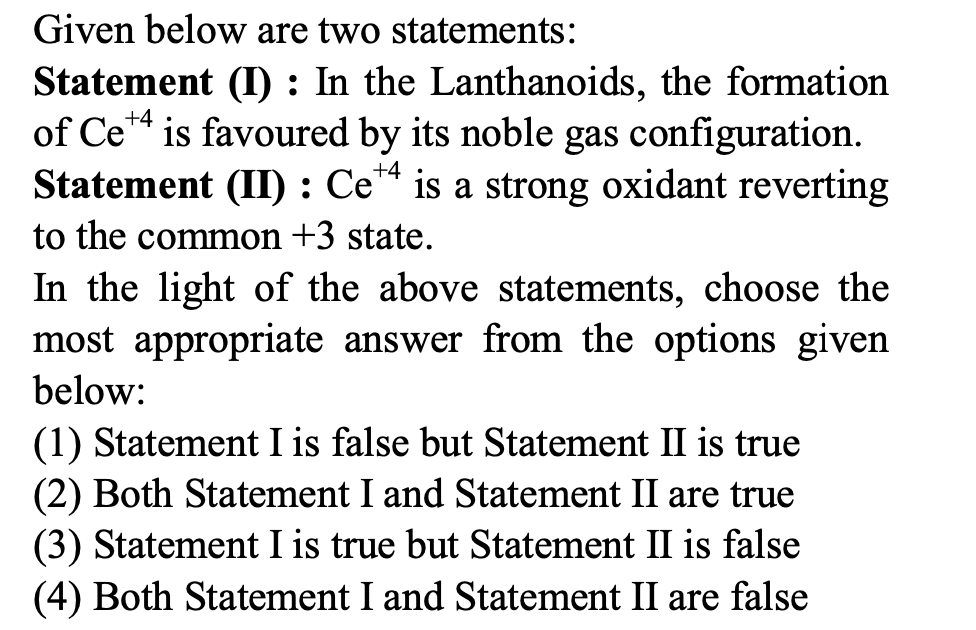 Given below are two statements:
Statement (I) : In the Lanthanoids, the formation
of Ce⁺⁴ is favoured by its noble gas configuration.
Statement (II) : Ce⁺⁴ is a strong oxidant reverting
to the common +3 state.
In the light of the above statements, choose the
most appropriate answer from the options given
below:
(1) Statement I is false but Statement II is true
(2) Both Statement I and Statement II are true
(3) Statement I is true but Statement II is false
(4) Both Statement I and Statement II are false